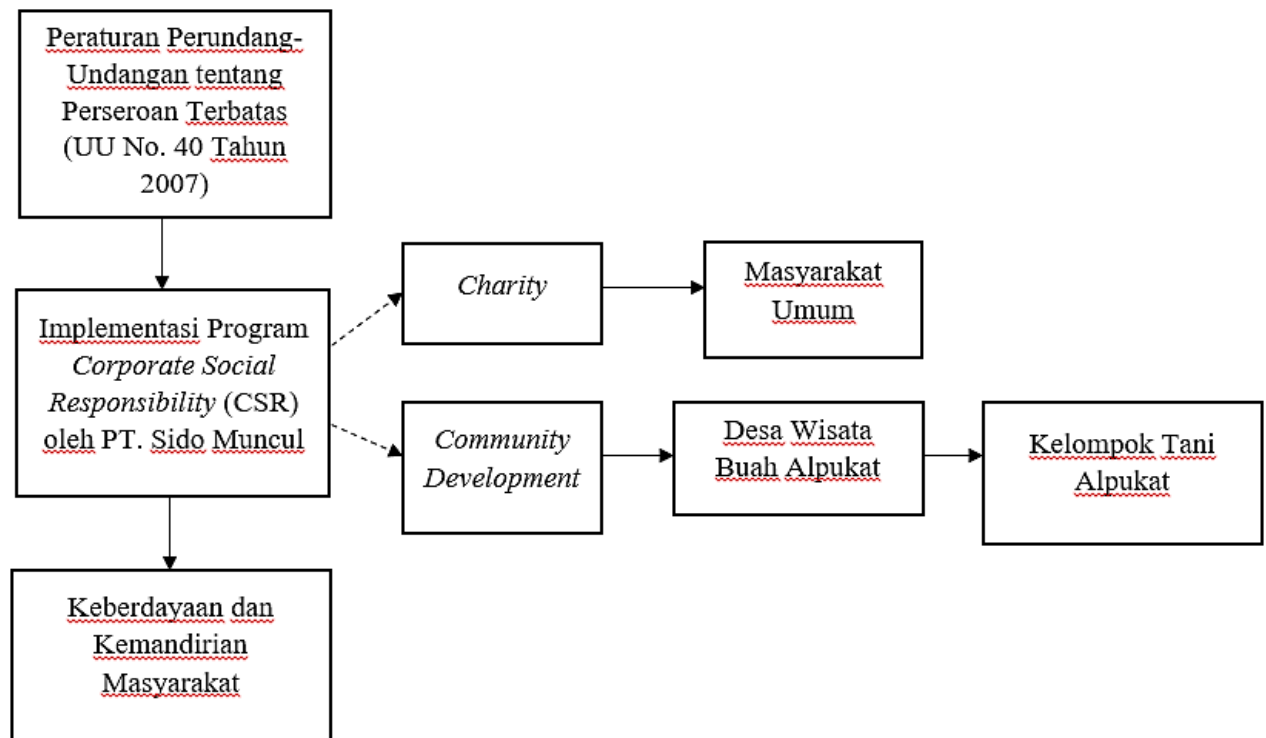 Peraturan Perundang-
Undangan tentang
Perseroan Terbatas
(UU No. 40 Tahun
2007)
Implementasi Program
Corporate Social
Responsibility (CSR)
oleh PT. Sido Muncul
Charity
Masyarakat
Umum
Community
Development
Desa Wisata
Buah Alpukat
Kelompok Tani
Alpukat
Keberdayaan dan
Kemandirian
Masyarakat